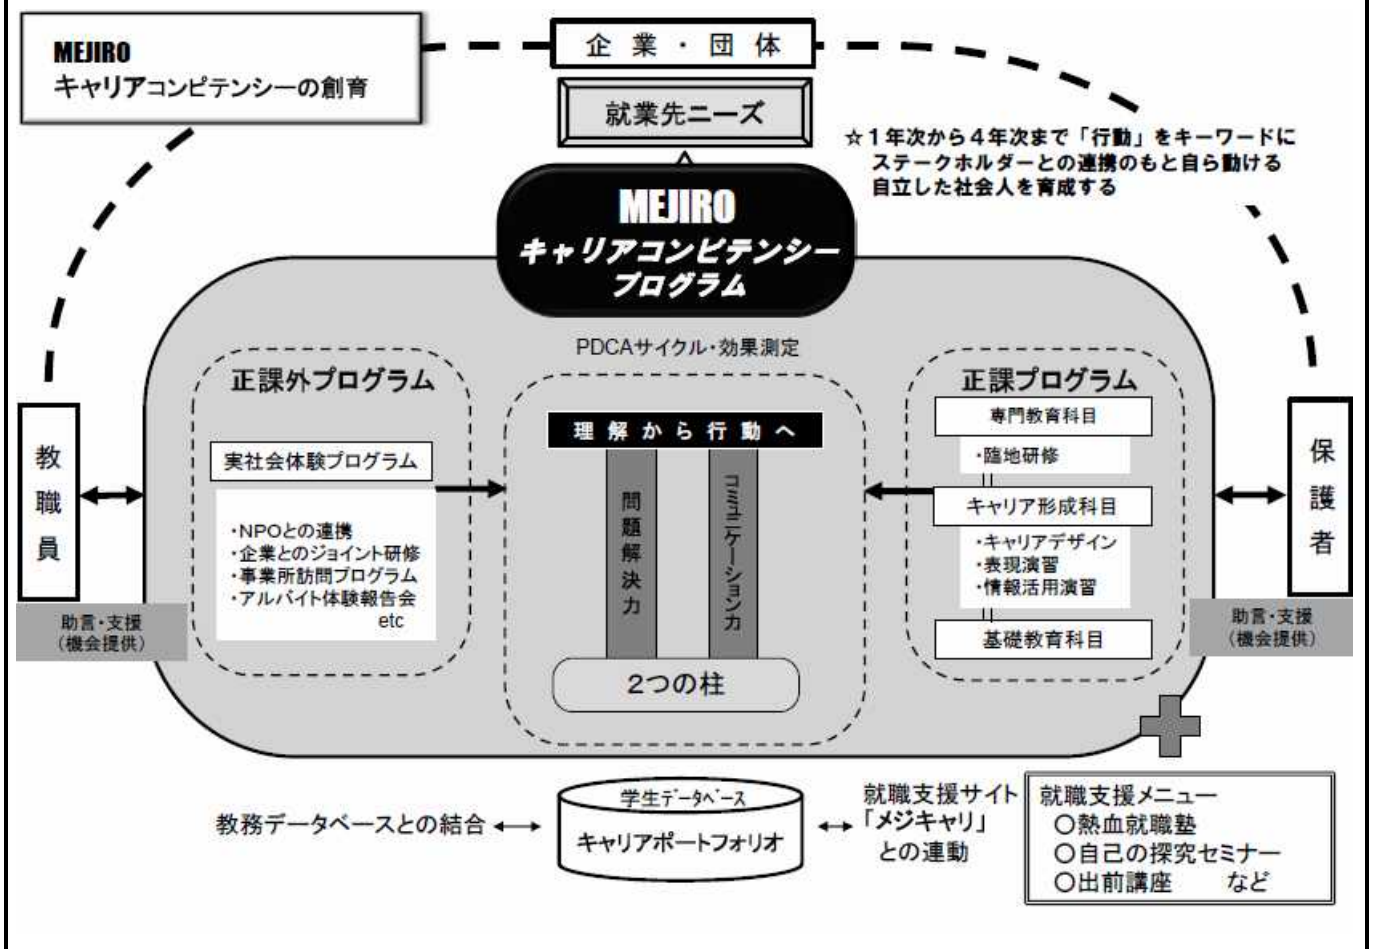 MEJIRO
キャリアコンピテンシーの創育
企業・団体
就業先ニーズ
☆1年次から4年次まで「行動」をキーワードに
ステークホルダーとの連携のもと自ら動ける
自立した社会人を育成する
MEJIRO
キャリアコンピテンシー
プログラム
PDCAサイクル・効果測定
教職員
助言・支援
(機会提供)
正課外プログラム
実社会体験プログラム
・NPOとの連携
・企業とのジョイント研修
・事業所訪問プログラム
・アルバイト体験報告会
etc
理解から行動へ
問題解決力
コミュニケーション力
2つの柱
正課プログラム
専門教育科目
・臨地研修
キャリア形成科目
・キャリアデザイン
・表現演習
・情報活用演習
基礎教育科目
保護者
助言・支援
(機会提供)
教務データベースとの結合
学生データベース
キャリアポートフォリオ
就職支援サイト
「メジキャリ」
との連動
就職支援メニュー
〇熱血就職塾
〇自己の探究セミナー
〇出前講座 など